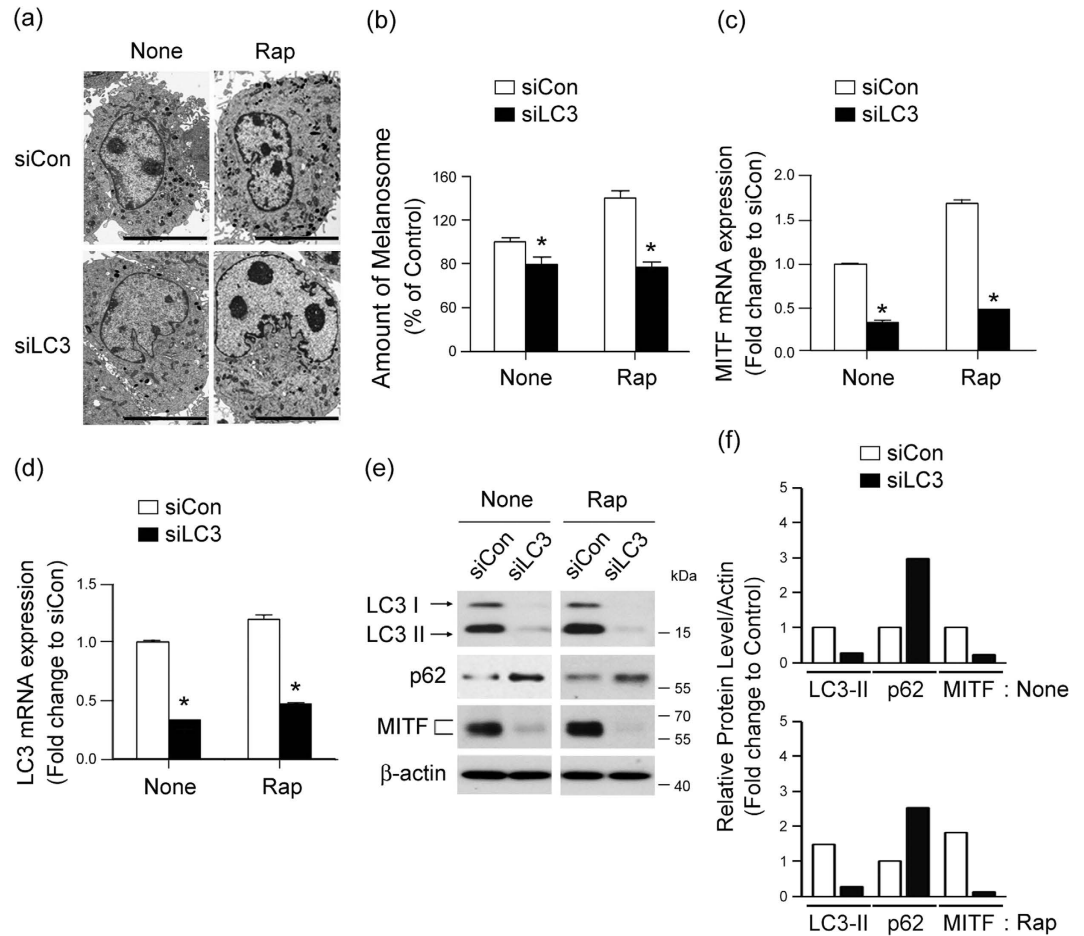 (a)
None Rap
siCon
siLC3
(b)
siCon
siLC3
Amount of Melanosome
(% of Control)
160
140
120
100
80
60
0
None Rap
(c)
siCon
siLC3
MITF mRNA expression
(Fold change to siCon)
2.0
1.5
1.0
0.5
0.0
None Rap
(d)
siCon
siLC3
LC3 mRNA expression
(Fold change to siCon)
1.5
1.0
0.5
0.0
None Rap
(e)
None Rap
siCon siLC3 siCon siLC3
kDa
LC3 I
LC3 II
15
p62
55
MITF
70
55
β-actin
40
(f)
siCon
siLC3
Relative Protein Level/Actin
(Fold change to Control)
5
4
3
2
1
0
LC3-II p62 MITF : None
5
4
3
2
1
0
LC3-II p62 MITF : Rap